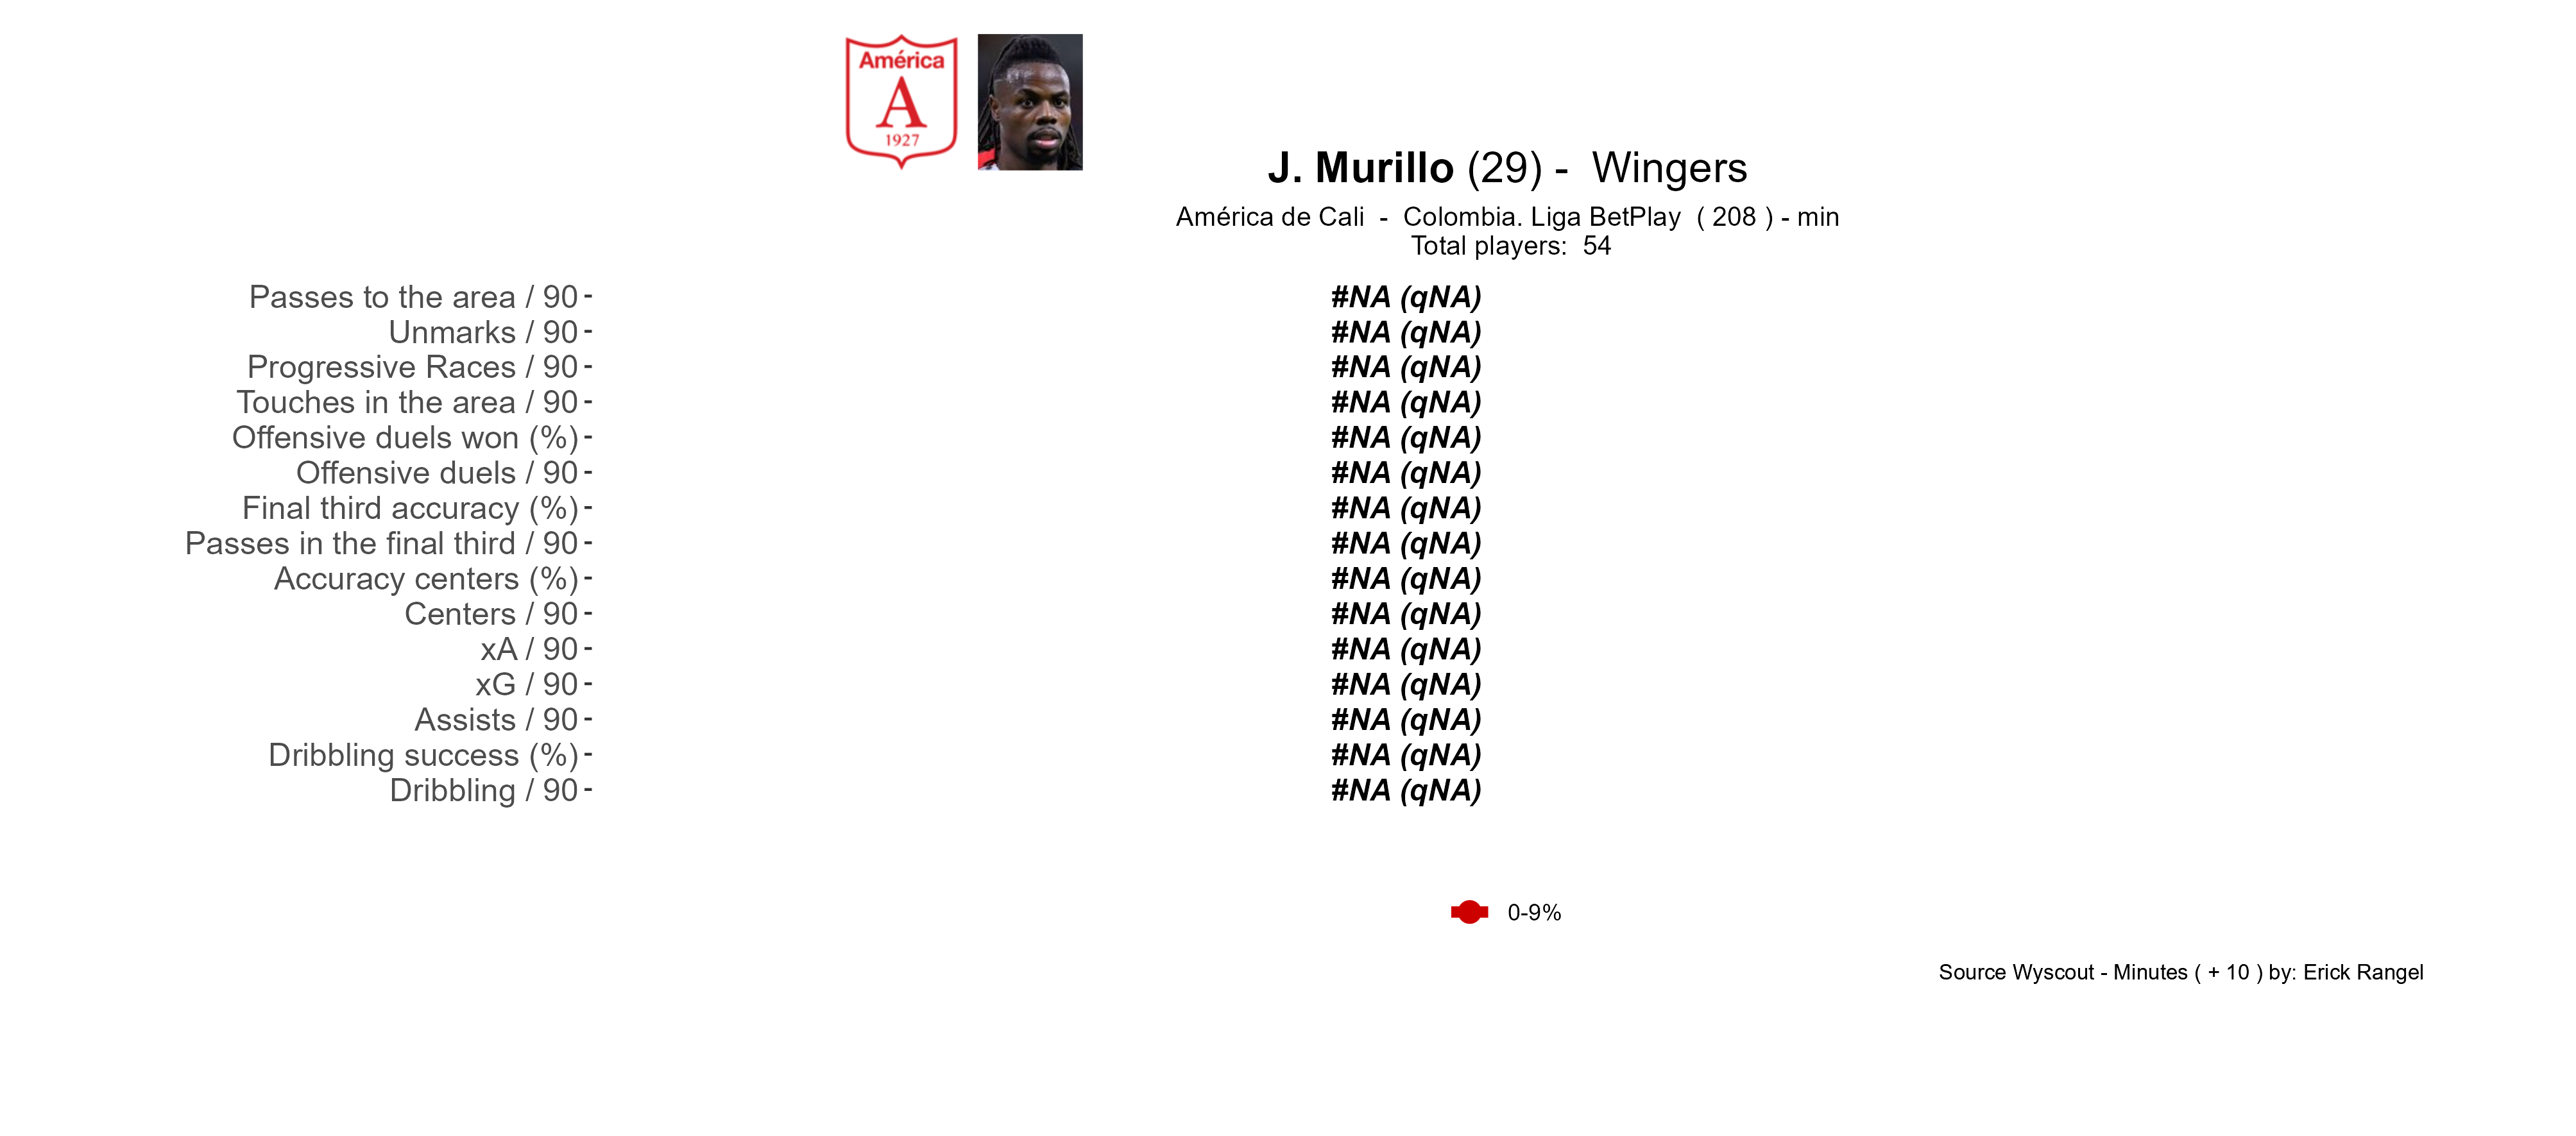 América
A
1927
J. Murillo (29) - Wingers
América de Cali - Colombia. Liga BetPlay ( 208 ) - min
Total players: 54
Passes to the area / 90 #NA (qNA)
Unmarks / 90 #NA (qNA)
Progressive Races / 90 #NA (qNA)
Touches in the area / 90 #NA (qNA)
Offensive duels won (%) #NA (qNA)
Offensive duels / 90 #NA (qNA)
Final third accuracy (%) #NA (qNA)
Passes in the final third / 90 #NA (qNA)
Accuracy centers (%) #NA (qNA)
Centers / 90 #NA (qNA)
xA / 90 #NA (qNA)
xG / 90 #NA (qNA)
Assists / 90 #NA (qNA)
Dribbling success (%) #NA (qNA)
Dribbling / 90 #NA (qNA)
0-9%
Source Wyscout - Minutes ( + 10 ) by: Erick Rangel